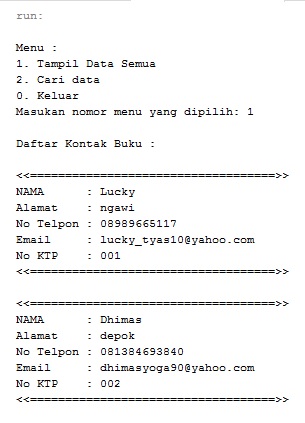 run:
Menu :
1. Tampil Data Semua
2. Cari data
0. Keluar
Masukan nomor menu yang dipilih: 1
Daftar Kontak Buku :
<<===================================>>
NAMA      : Lucky
Alamat    : ngawi
No Telpon : 08989665117
Email     : lucky_tyas10@yahoo.com
No KTP    : 001
<<===================================>>
<<===================================>>
NAMA      : Dhimas
Alamat    : depok
No Telpon : 081384693840
Email     : dhimasyoga90@yahoo.com
No KTP    : 002
<<===================================>>